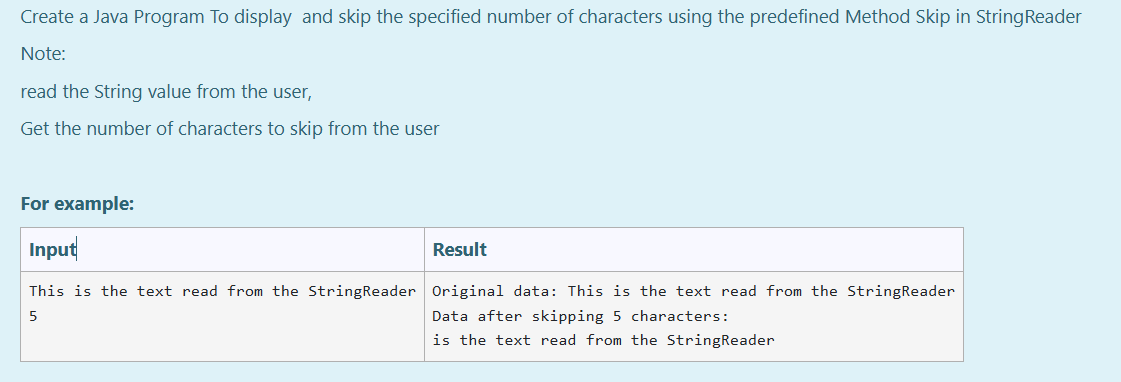 Create a Java Program To display and skip the specified number of characters using the predefined Method Skip in StringReader
Note:
read the String value from the user,
Get the number of characters to skip from the user
For example:
Input
Result
This is the text read from the StringReader
5
Original data: This is the text read from the StringReader
Data after skipping 5 characters:
is the text read from the StringReader